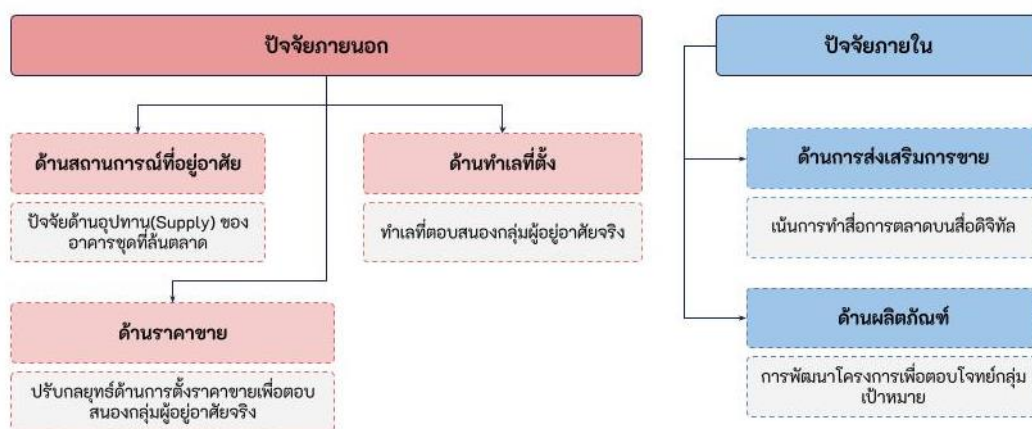 ปัจจัยภายนอก
ด้านสถานการณ์ที่อยู่อาศัย
ปัจจัยด้านอุปทาน(Supply) ของ
อาคารชุดที่ล้นตลาด
ด้านทำเลที่ตั้ง
ทำเลที่ตอบสนองกลุ่มผู้อยู่อาศัยจริง
ด้านราคาขาย
ปรับกลยุทธ์ด้านการตั้งราคาขายเพื่อตอบ
สนองกลุ่มผู้อยู่อาศัยจริง
ปัจจัยภายใน
ด้านการส่งเสริมการขาย
เน้นการทำสื่อการตลาดบนสื่อดิจิทัล
ด้านผลิตภัณฑ์
การพัฒนาโครงการเพื่อตอบโจทย์กลุ่ม
เป้าหมาย